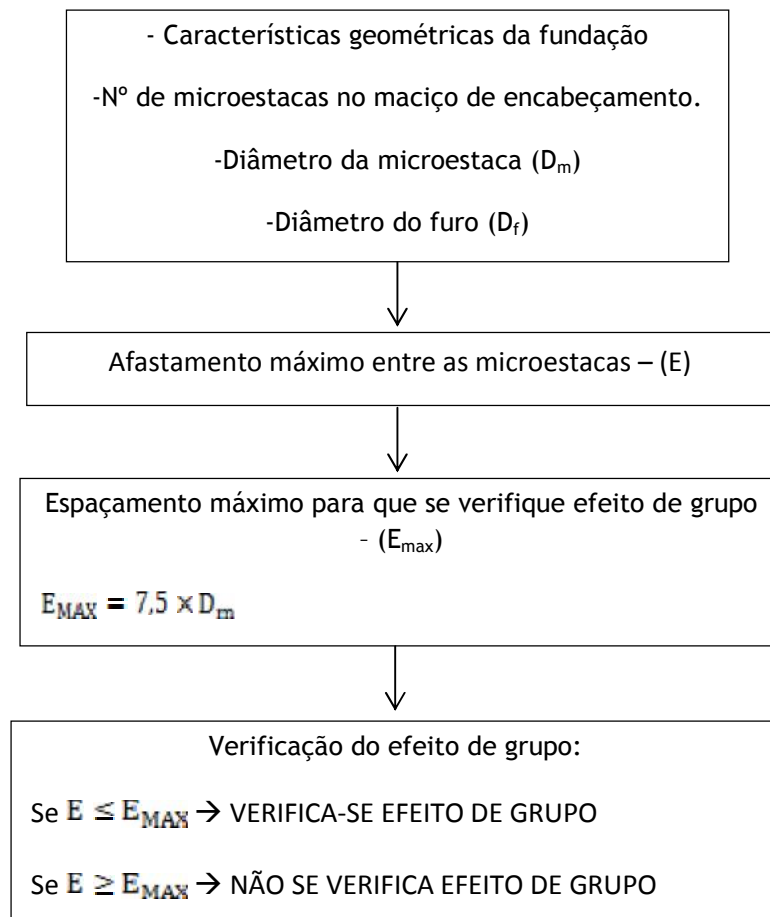 - Características geométricas da fundação
-Nº de microestacas no maciço de encabeçamento.
-Diâmetro da microestaca (Dm)
-Diâmetro do furo (Df)
Afastamento máximo entre as microestacas – (E)
Espaçamento máximo para que se verifique efeito de grupo
- (Emax)
EMAX = 7,5 × Dm
Verificação do efeito de grupo:
Se E ≤ EMAX → VERIFICA-SE EFEITO DE GRUPO
Se E ≥ EMAX → NÃO SE VERIFICA EFEITO DE GRUPO